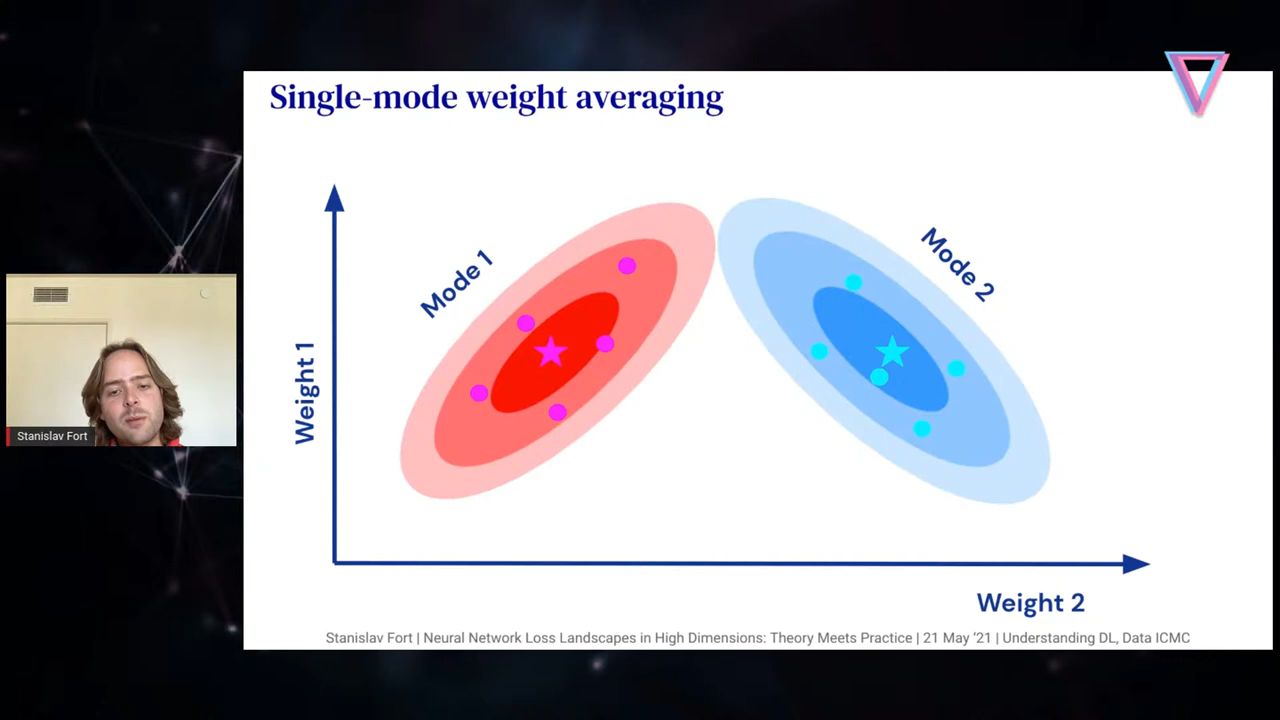 Single-mode weight averaging
Mode 1
Mode 2
Weight 1
Stanislav Fort
Weight 2
Stanislav Fort | Neural Network Loss Landscapes in High Dimensions: Theory Meets Practice | 21 May ‘21 | Understanding DL, Data ICMC